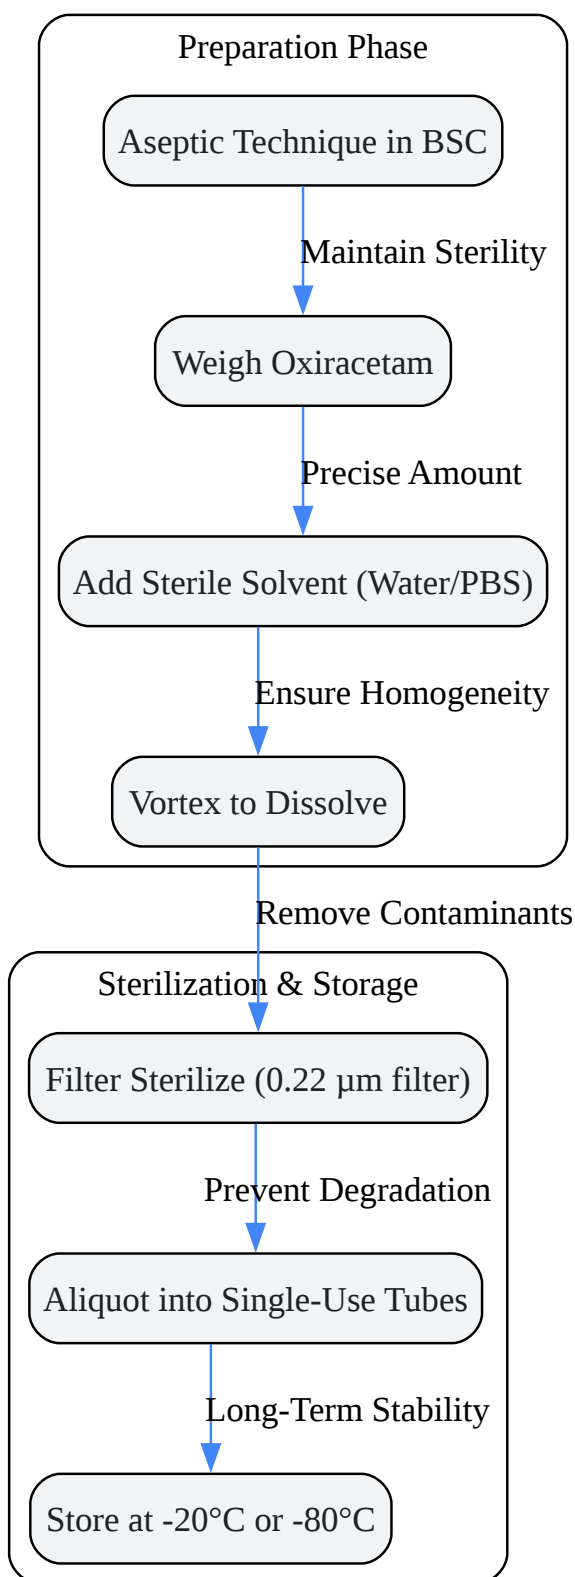 Preparation Phase
Aseptic Technique in BSC
Maintain Sterility
Weigh Oxiracetam
Precise Amount
Add Sterile Solvent (Water/PBS)
Ensure Homogeneity
Vortex to Dissolve
Remove Contaminants
Sterilization & Storage
Filter Sterilize (0.22 µm filter)
Prevent Degradation
Aliquot into Single-Use Tubes
Long-Term Stability
Store at -20°C or -80°C